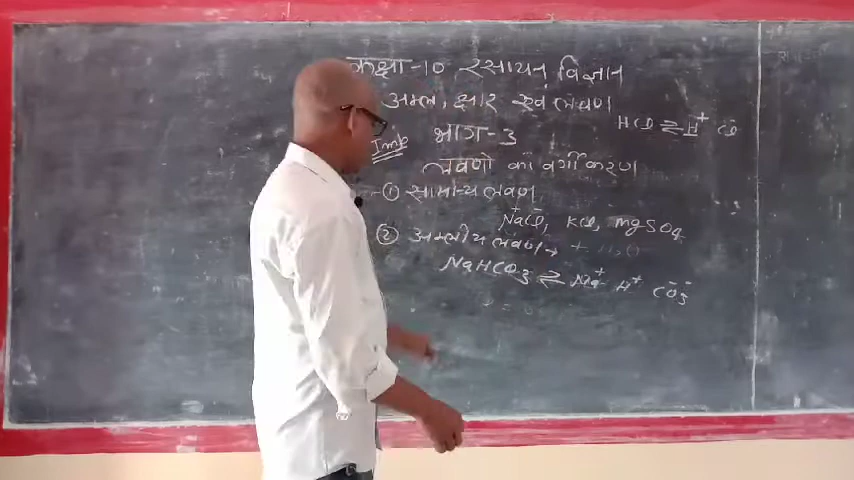 कक्षा-10 रसायन विज्ञान
अम्ल, क्षार एवं लवण
HCl ⇌ H⁺ Cl⁻
भाग-3
Imp
लवणों का वर्गीकरण
① सामान्य लवण
NaCl, KCl, MgSO₄
② अम्लीय लवण →
NaHCO₃ ⇌ Na⁺ H⁺ CO₃⁻⁻